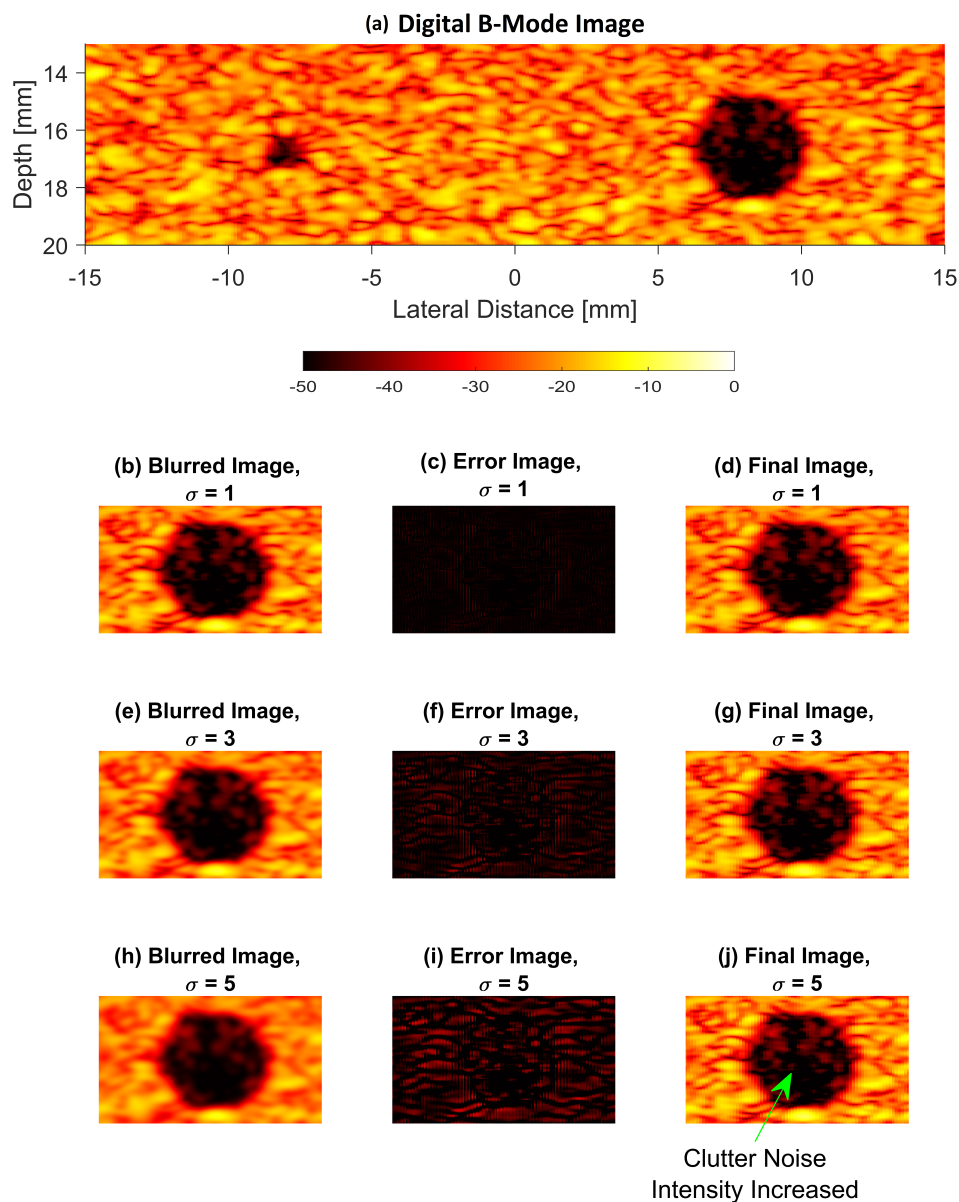 (a) Digital B-Mode Image
Depth [mm]
14
16
18
20
-15
-10
-5
0
5
10
15
Lateral Distance [mm]
-50
-40
-30
-20
-10
0
(b) Blurred Image,
σ = 1
(c) Error Image,
σ = 1
(d) Final Image,
σ = 1
(e) Blurred Image,
σ = 3
(f) Error Image,
σ = 3
(g) Final Image,
σ = 3
(h) Blurred Image,
σ = 5
(i) Error Image,
σ = 5
(j) Final Image,
σ = 5
Clutter Noise
Intensity Increased